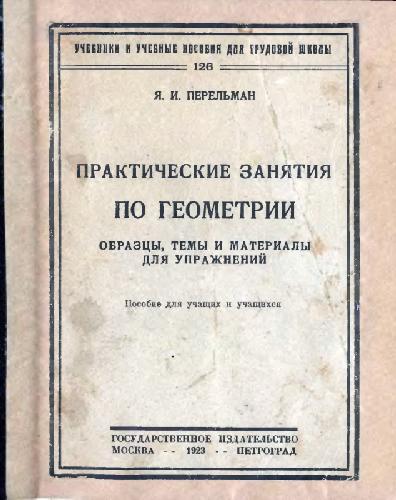 УЧЕБНИКИ И УЧЕБНЫЕ ПОСОБИЯ ДЛЯ ТРУДОВОЙ ШКОЛЫ
126
Я. И. ПЕРЕЛЬМАН
ПРАКТИЧЕСКИЕ ЗАНЯТИЯ
ПО ГЕОМЕТРИИ
ОБРАЗЦЫ, ТЕМЫ И МАТЕРИАЛЫ
ДЛЯ УПРАЖНЕНИЙ
Пособие для учащих и учащихся
ГОСУДАРСТВЕННОЕ ИЗДАТЕЛЬСТВО
МОСКВА -- 1923 -- ПЕТРОГРАД